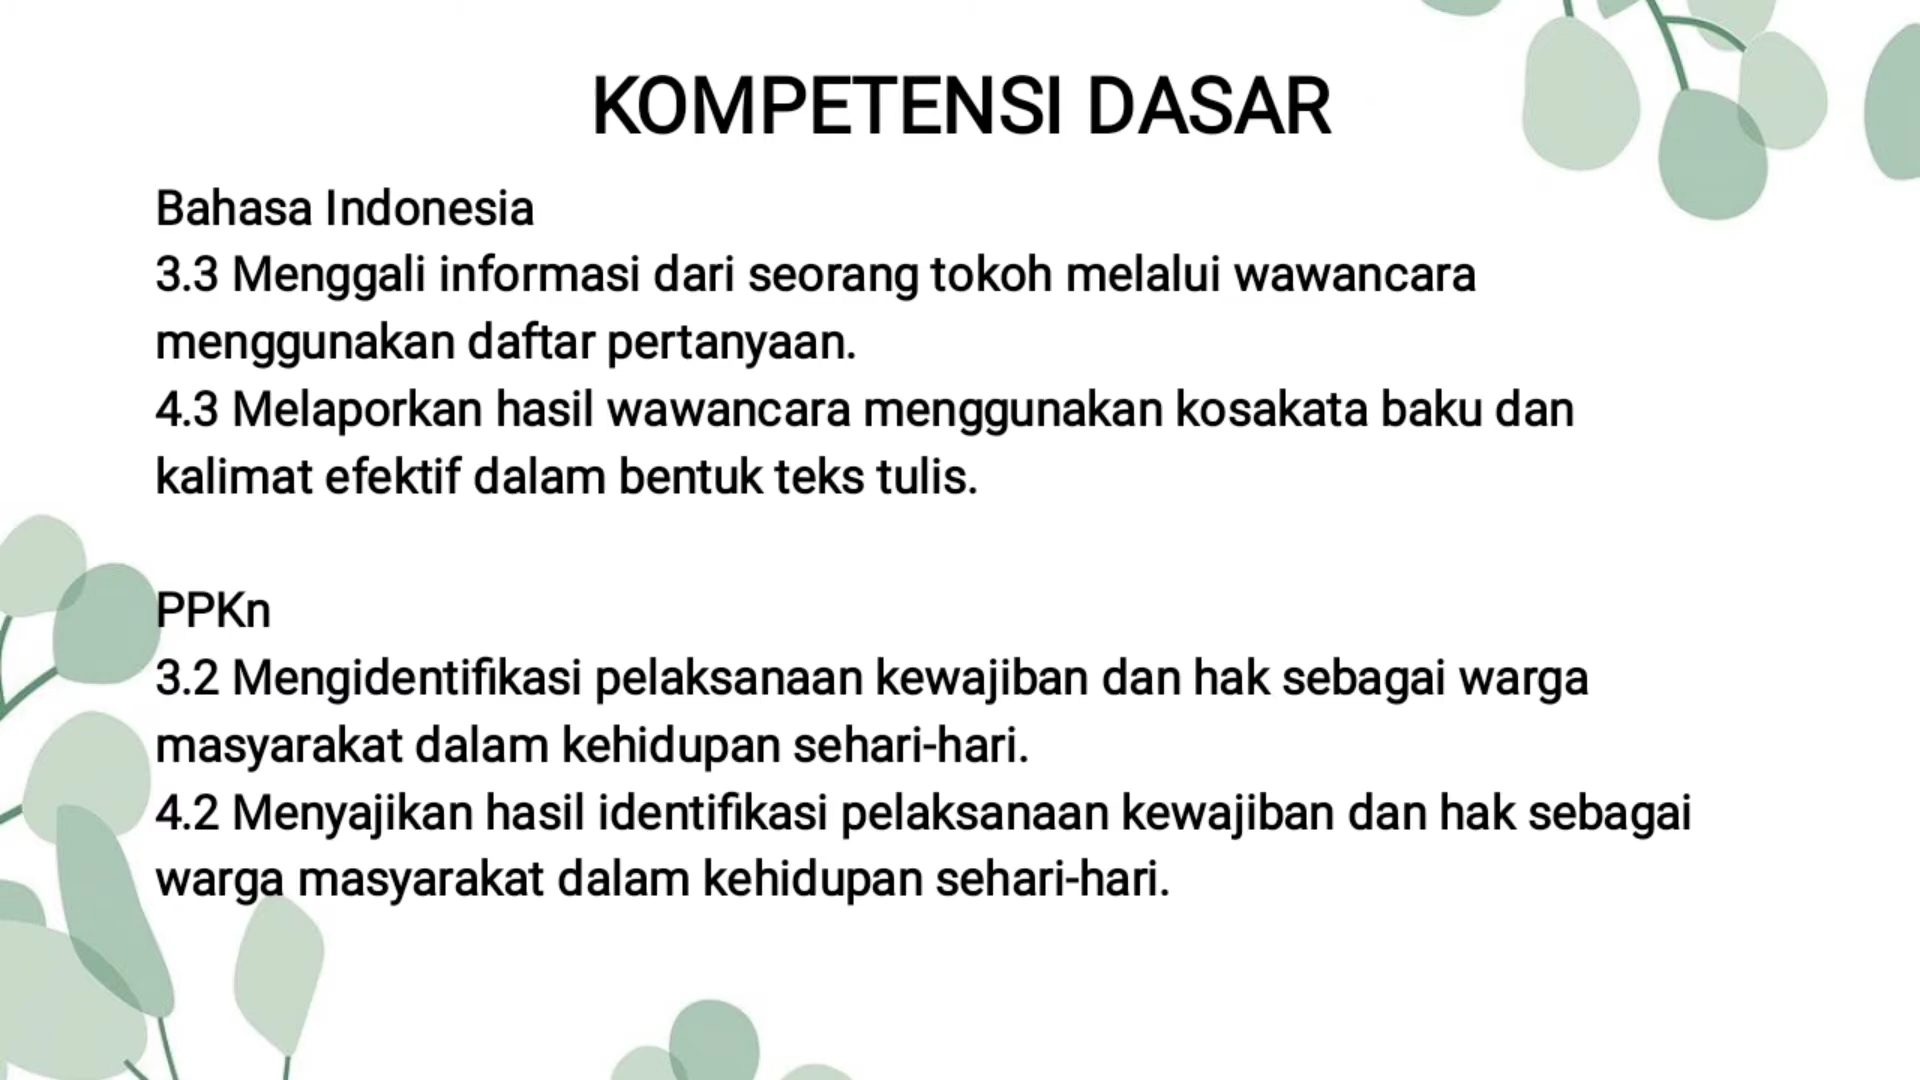 KOMPETENSI DASAR
Bahasa Indonesia
3.3 Menggali informasi dari seorang tokoh melalui wawancara
menggunakan daftar pertanyaan.
4.3 Melaporkan hasil wawancara menggunakan kosakata baku dan
kalimat efektif dalam bentuk teks tulis.
PPKn
3.2 Mengidentifikasi pelaksanaan kewajiban dan hak sebagai warga
masyarakat dalam kehidupan sehari-hari.
4.2 Menyajikan hasil identifikasi pelaksanaan kewajiban dan hak sebagai
warga masyarakat dalam kehidupan sehari-hari.